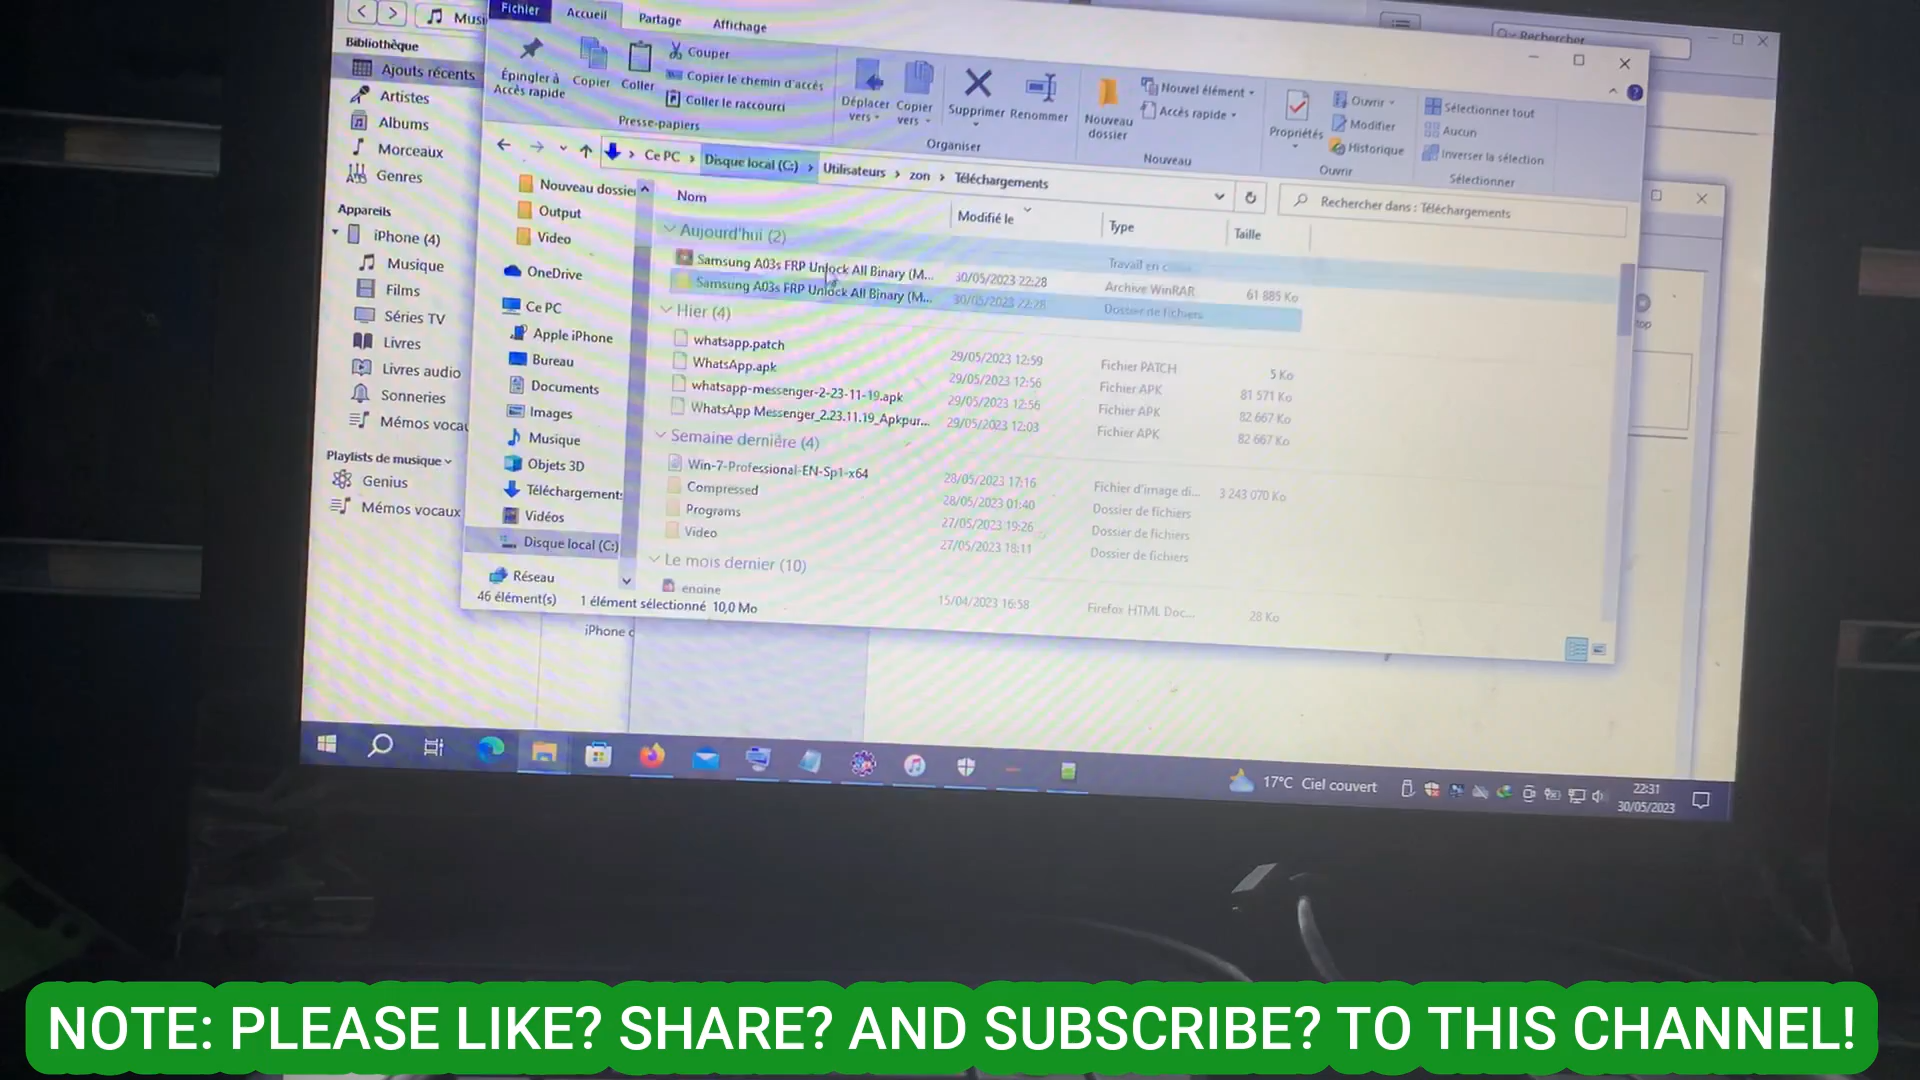 Musi
Bibliothèque
Ajouts récents
Artistes
Albums
Morceaux
Genres
Appareils
iPhone (4)
Musique
Films
Séries TV
Livres
Livres audio
Sonneries
Mémos voca
Playlists de musique
Genius
Mémos vocaux
Fichier
Accueil
Partage
Affichage
Rechercher
Épingler à
Accès rapide
Copier
Coller
Couper
Copier le chemin d'accès
Coller le raccourci
Presse-papiers
Déplacer
vers
Copier
vers
Supprimer
Renommer
Organiser
Nouveau
dossier
Nouvel élément
Accès rapide
Nouveau
Propriétés
Ouvrir
Modifier
Historique
Ouvrir
Sélectionner tout
Aucun
Inverser la sélection
Sélectionner
Ce PC › Disque local (C:) › Utilisateurs › zon › Téléchargements
Rechercher dans : Téléchargements
Nouveau dossie
Output
Video
OneDrive
Ce PC
Apple iPhone
Bureau
Documents
Images
Musique
Objets 3D
Téléchargement:
Vidéos
Disque local (C:)
Réseau
Nom Modifié le Type Taille
Aujourd'hui (2)
Samsung A03s FRP Unlock All Binary (M... 30/05/2023 22:28 Archive WinRAR 61 885 Ko
Samsung A03s FRP Unlock All Binary (M... 30/05/2023 22:28 Dossier de fichiers
Travail en c
Hier (4)
whatsapp.patch 29/05/2023 12:59 Fichier PATCH 5 Ko
WhatsApp.apk 29/05/2023 12:56 Fichier APK 81 571 Ko
whatsapp-messenger-2-23-11-19.apk 29/05/2023 12:56 Fichier APK 82 667 Ko
WhatsApp Messenger_2.23.11.19_Apkpur... 29/05/2023 12:03 Fichier APK 82 667 Ko
Semaine dernière (4)
Win-7-Professional-EN-Sp1-x64 28/05/2023 17:16 Fichier d'image di... 3 243 070 Ko
Compressed 28/05/2023 01:40 Dossier de fichiers
Programs 27/05/2023 19:26 Dossier de fichiers
Video 27/05/2023 18:11 Dossier de fichiers
Le mois dernier (10)
engine 15/04/2023 16:58 Firefox HTML Doc... 28 Ko
46 élément(s) 1 élément sélectionné 10,0 Mo
iPhone
top
17°C Ciel couvert
22:31
30/05/2023
NOTE: PLEASE LIKE? SHARE? AND SUBSCRIBE? TO THIS CHANNEL!